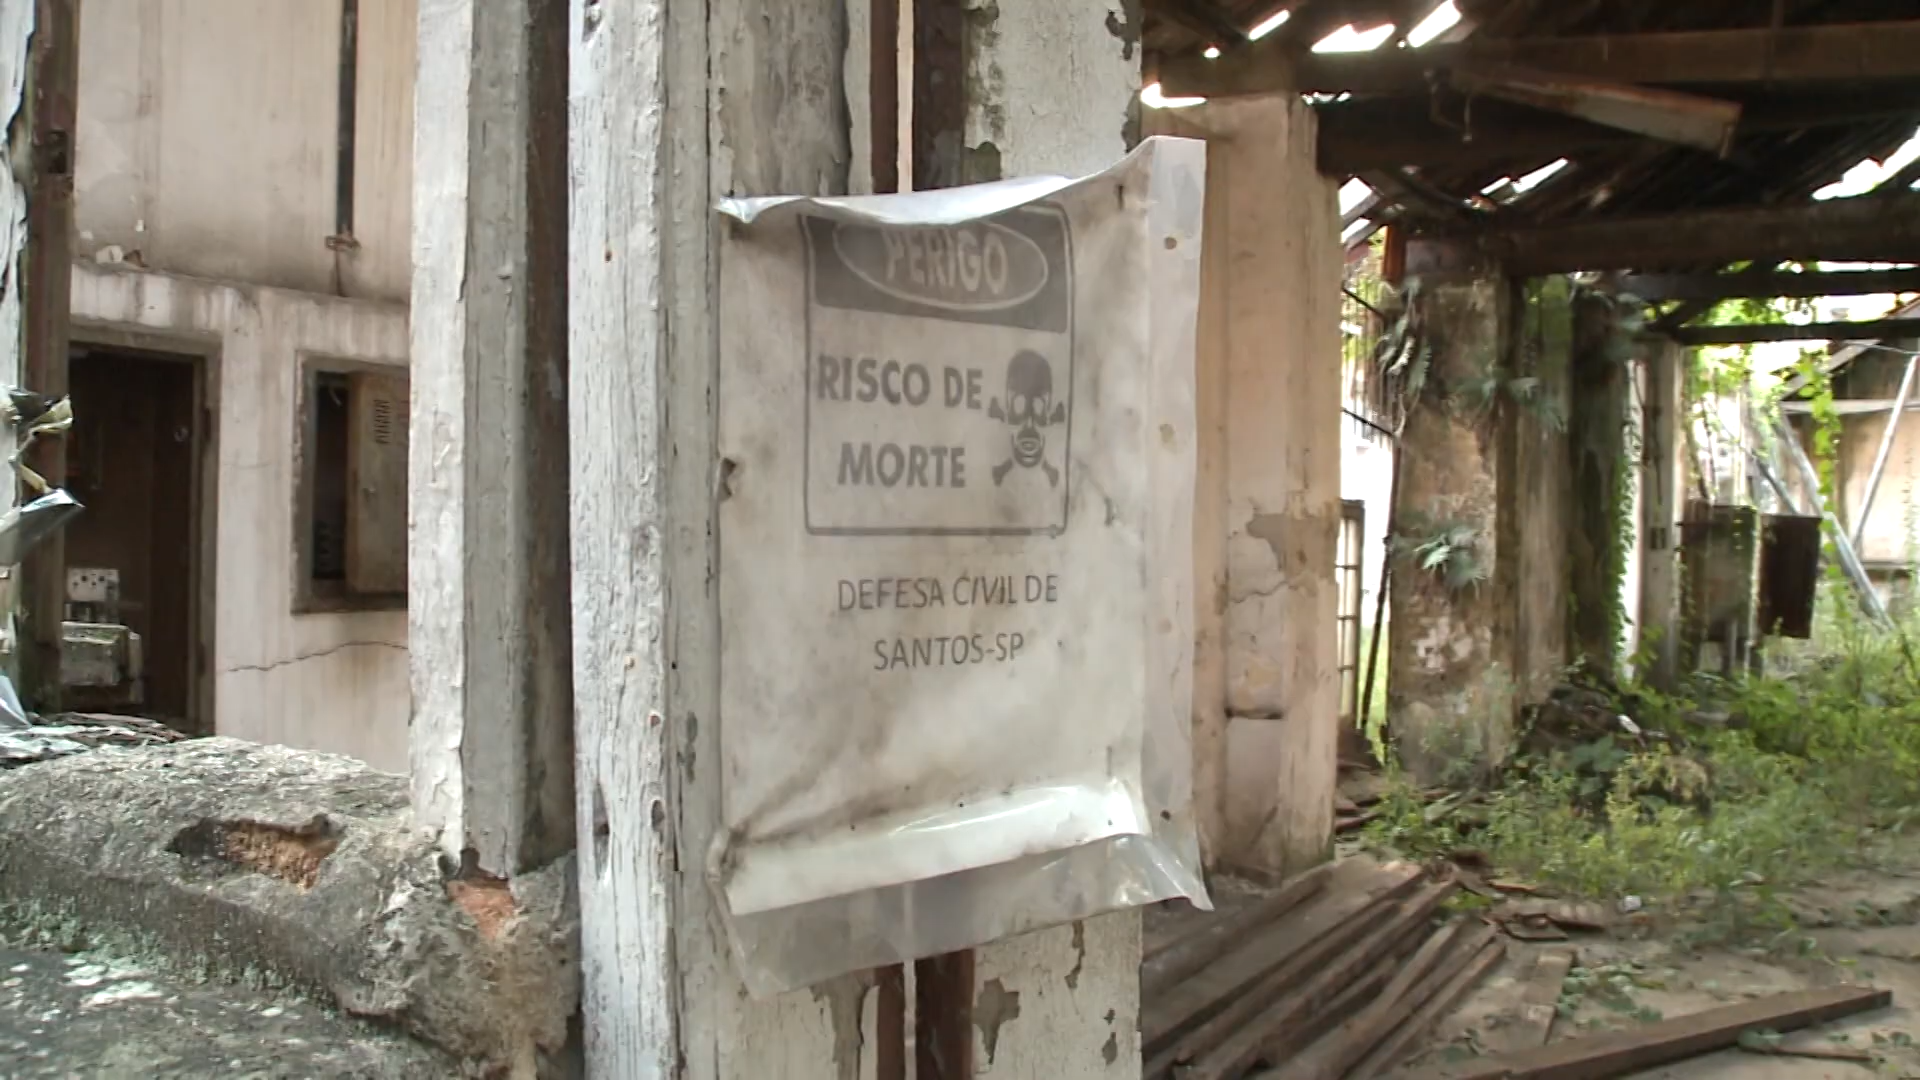 PERIGO
RISCO DE
MORTE
DEFESA CIVIL DE
SANTOS-SP